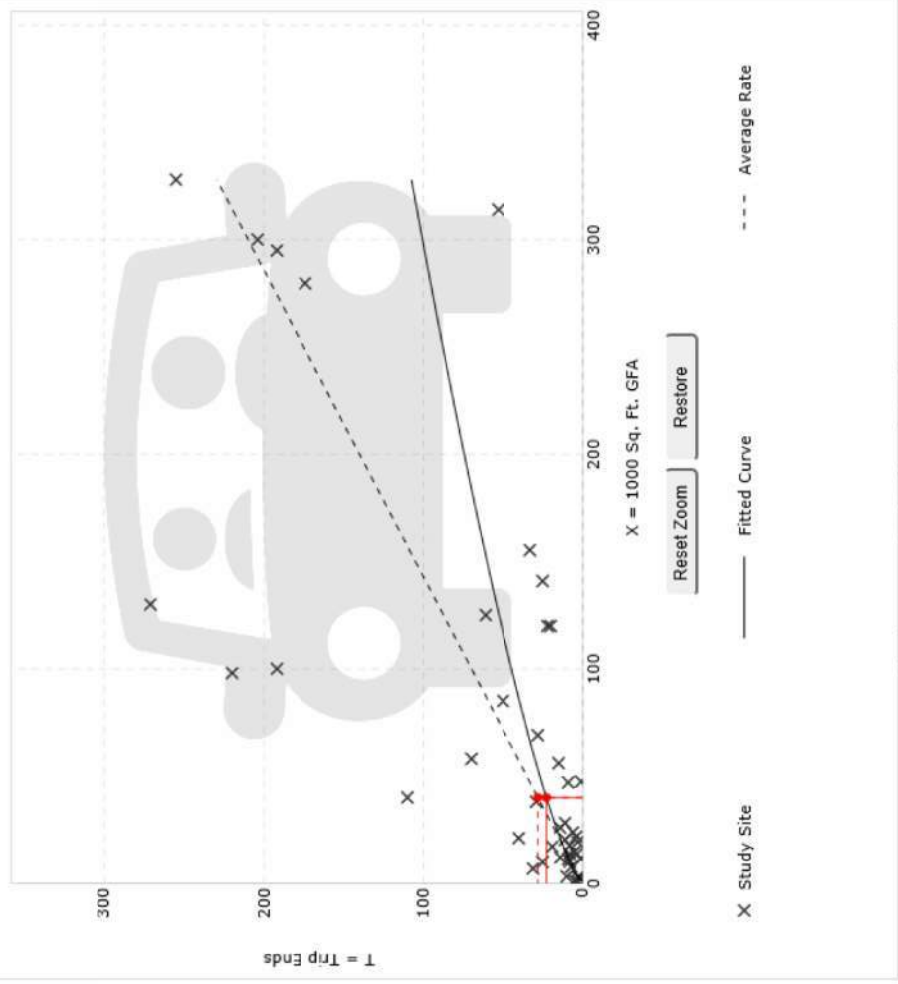 T = Trip Ends
300
200
100
0
0
100
200
300
400
X = 1000 Sq. Ft. GFA
Reset Zoom
Restore
Study Site
Fitted Curve
Average Rate